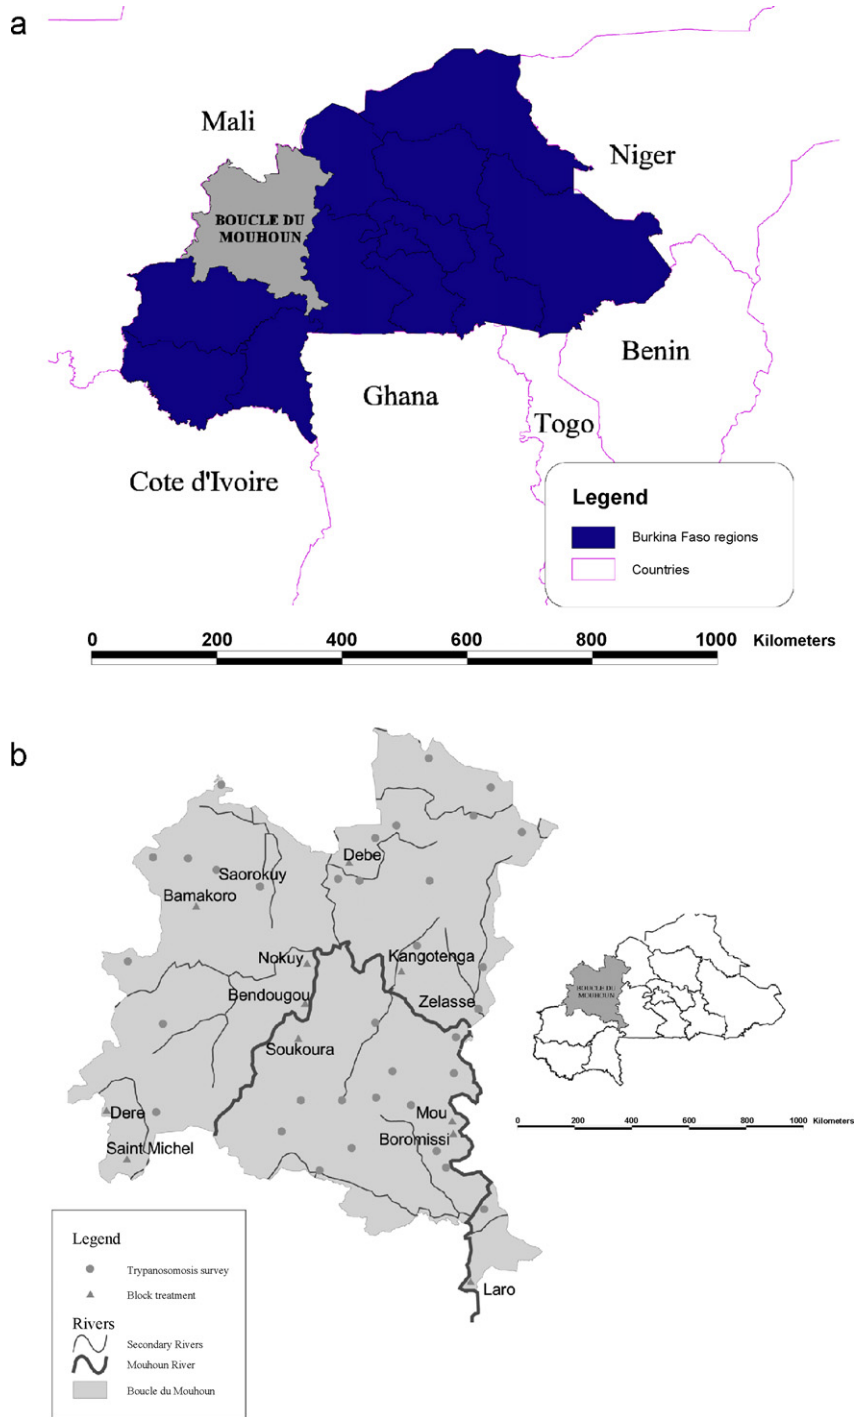 a
Mali
Niger
BOUCLE DU
MOUHOUN
Benin
Ghana
Togo
Cote d'Ivoire
Legend
Burkina Faso regions
Countries
0 200 400 600 800 1000 Kilometers
b
Debe
Saorokuy
Bamakoro
Nokuy
Kangotenga
Bendougou
Zelasse
BOUCLE DU
MOUHOUN
Soukoura
Dere
Mou
Boromissi
Saint Michel
0 200 400 600 800 1000 Kilometers
Laro
Legend
Trypanosomosis survey
Block treatment
Rivers
Secondary Rivers
Mouhoun River
Boucle du Mouhoun